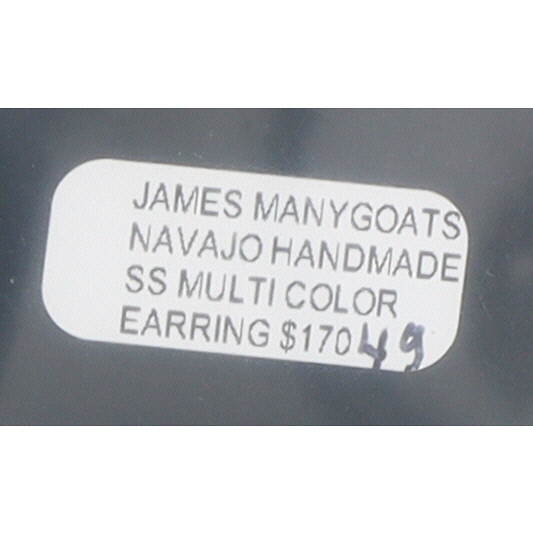 JAMES MANYGOATS
NAVAJO HANDMADE
SS MULTI COLOR
EARRING $170 49